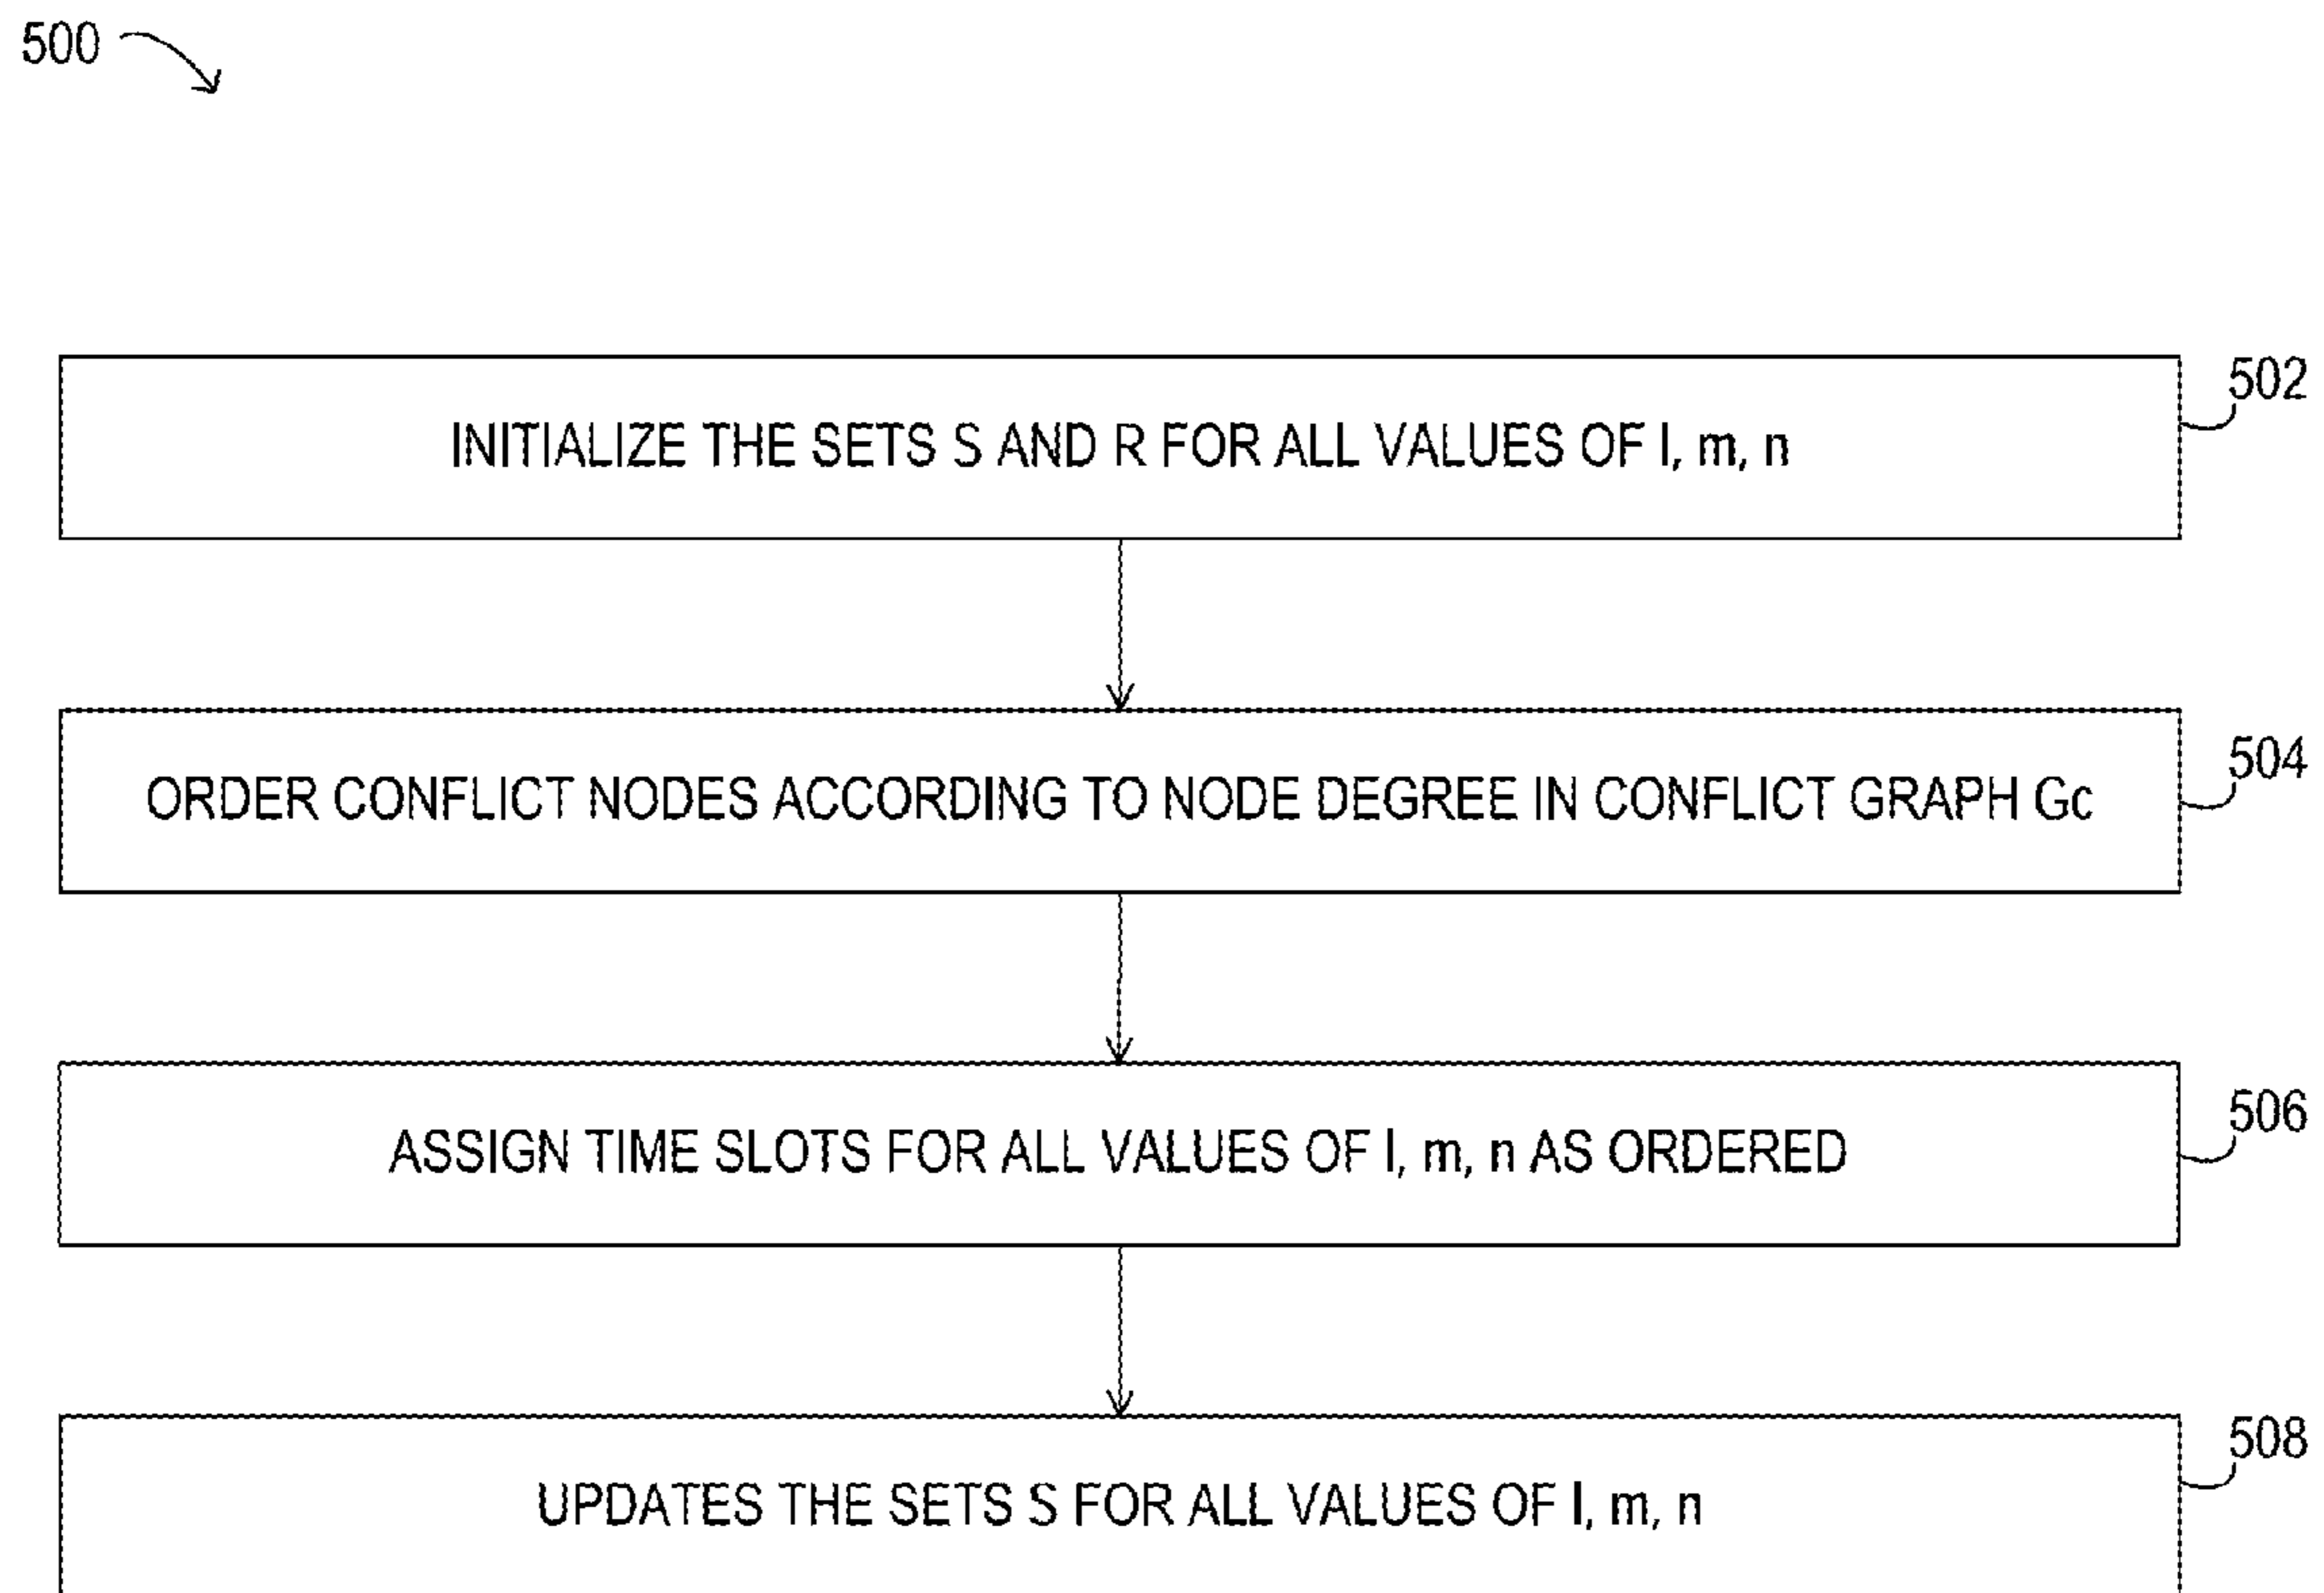 500
502
INITIALIZE THE SETS S AND R FOR ALL VALUES OF l, m, n
504
ORDER CONFLICT NODES ACCORDING TO NODE DEGREE IN CONFLICT GRAPH Gc
506
ASSIGN TIME SLOTS FOR ALL VALUES OF l, m, n AS ORDERED
508
UPDATES THE SETS S FOR ALL VALUES OF l, m, n